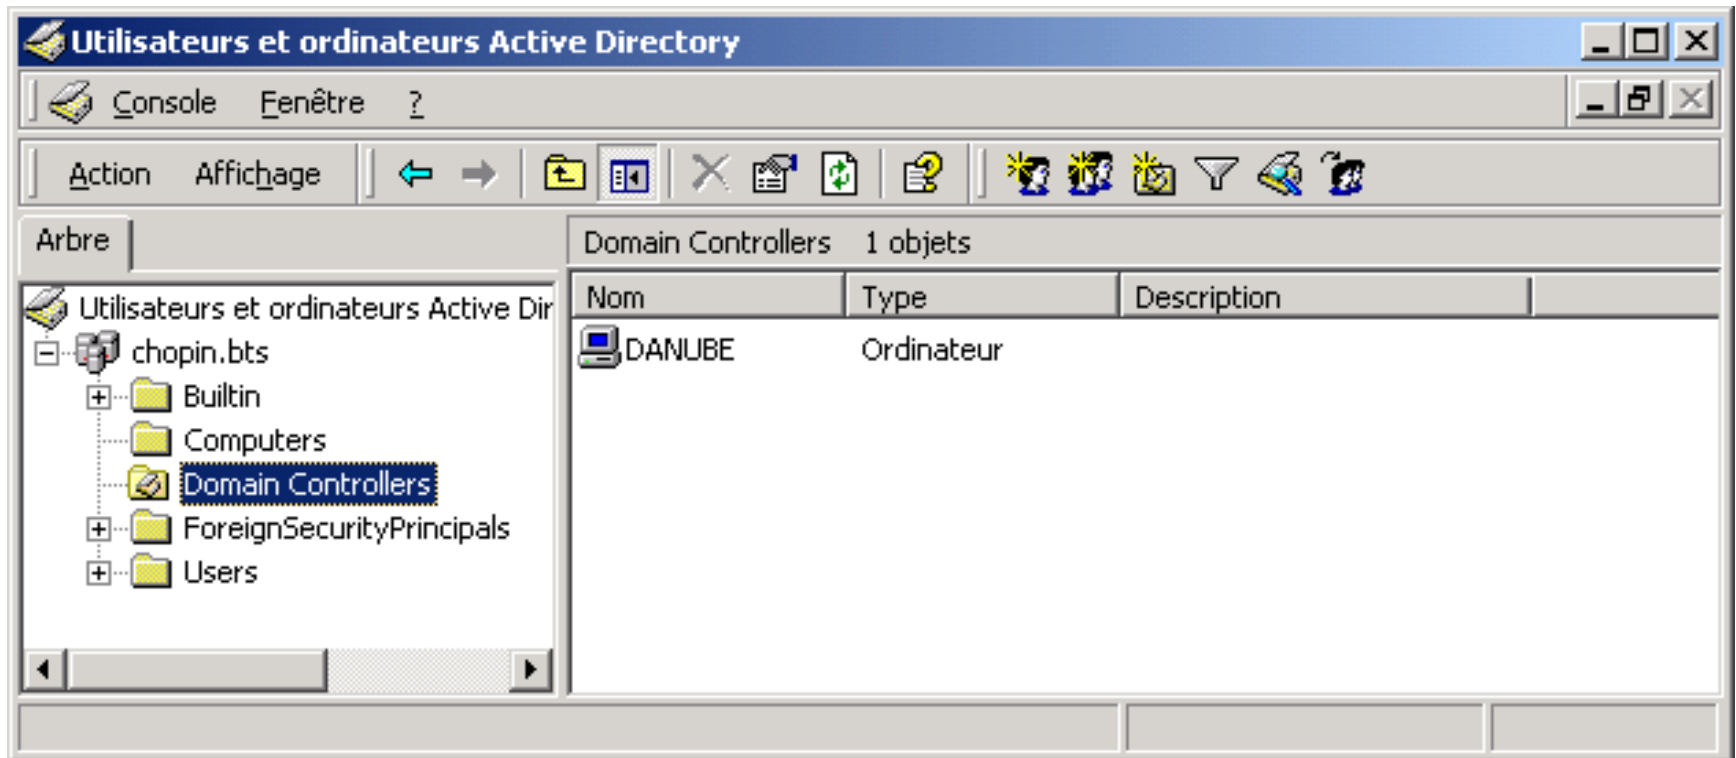 Utilisateurs et ordinateurs Active Directory
Console Fenêtre ?
Action Affichage
Arbre
Domain Controllers 1 objets
Utilisateurs et ordinateurs Active Dir
chopin.bts
Builtin
Computers
Domain Controllers
ForeignSecurityPrincipals
Users
Nom Type Description
DANUBE Ordinateur